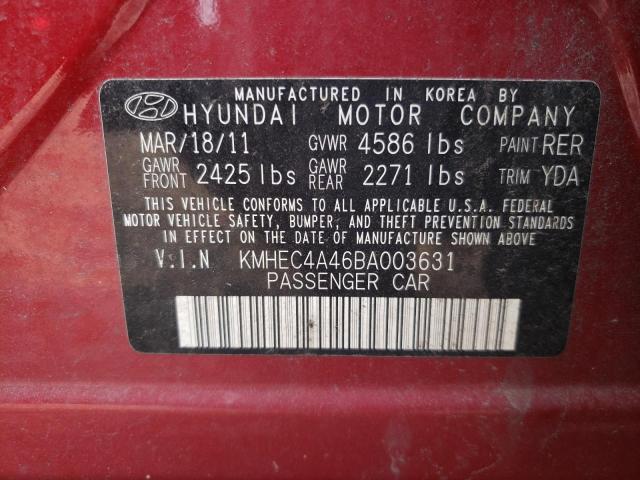 MANUFACTURED IN KOREA BY
HYUNDAI MOTOR COMPANY
MAR/18/11 GVWR 4586 lbs PAINT RER
GAWR FRONT 2425 lbs GAWR REAR 2271 lbs TRIM YDA
THIS VEHICLE CONFORMS TO ALL APPLICABLE U.S.A. FEDERAL
MOTOR VEHICLE SAFETY, BUMPER, AND THEFT PREVENTION STANDARDS
IN EFFECT ON THE DATE OF MANUFACTURE SHOWN ABOVE.
V.I.N KMHEC4A46BA003631
PASSENGER CAR